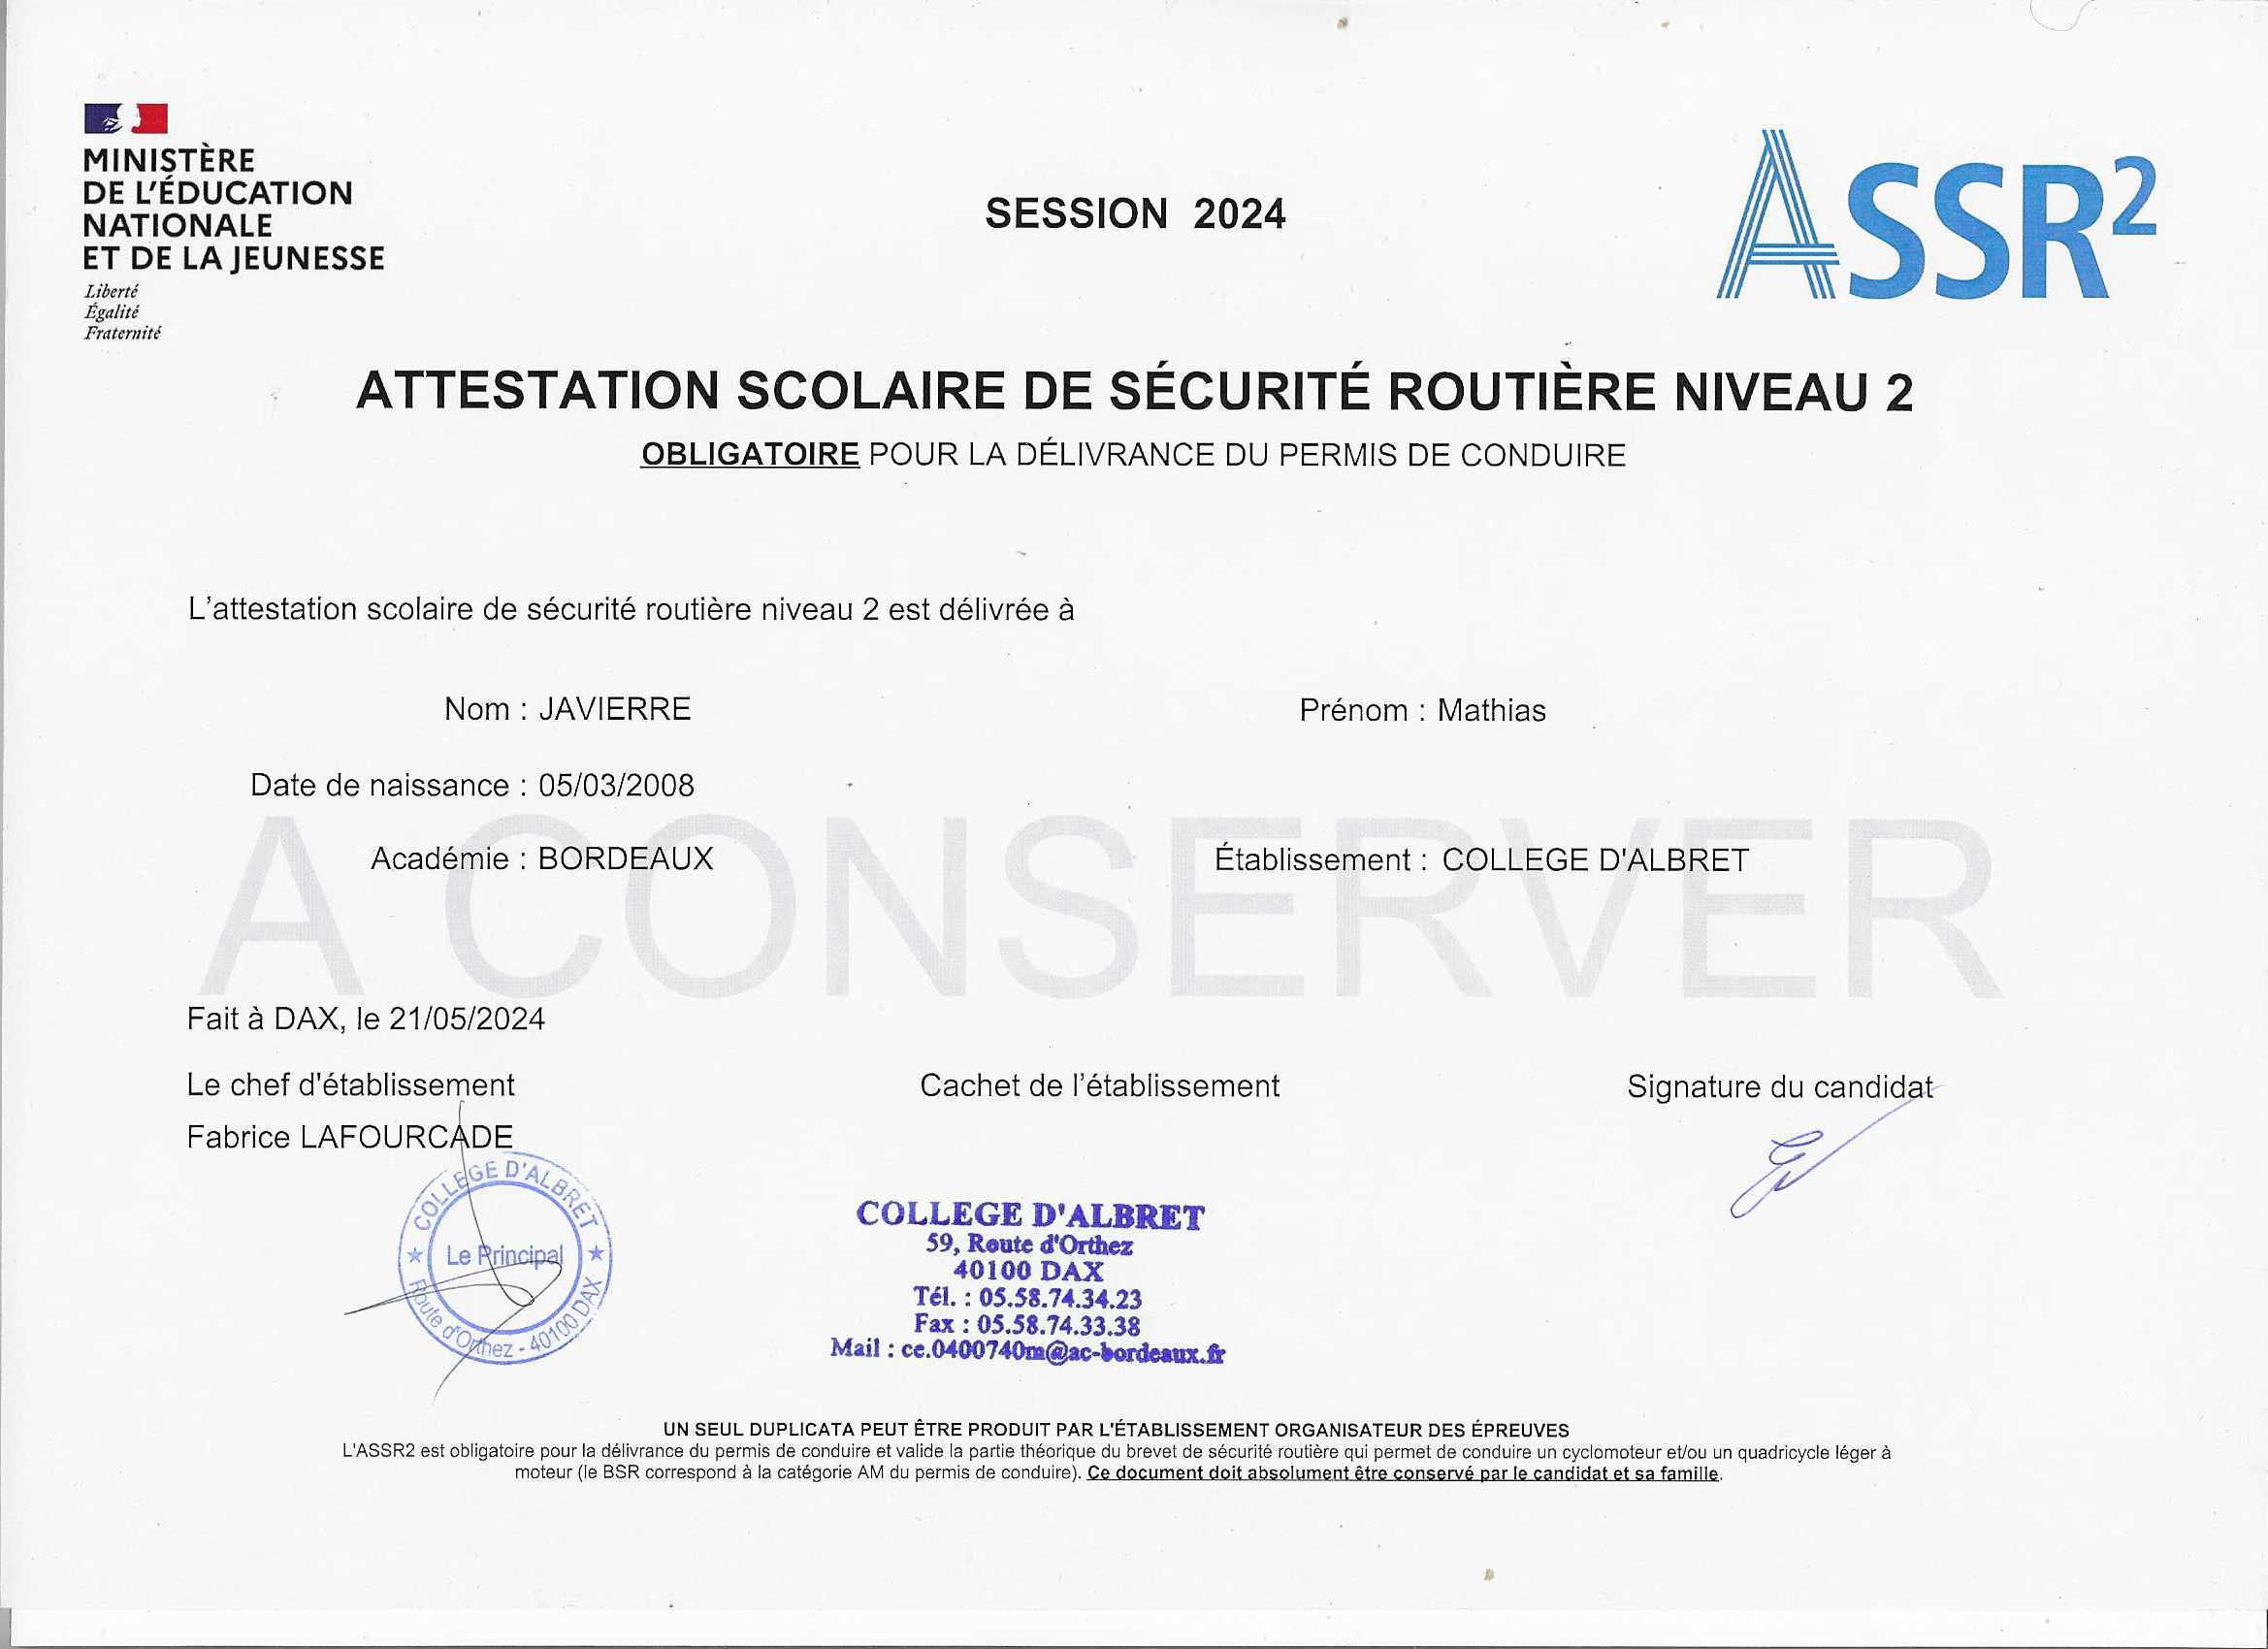 MINISTÈRE
DE L'ÉDUCATION
NATIONALE
ET DE LA JEUNESSE
Liberté
Égalité
Fraternité
SESSION 2024
ASSR2
ATTESTATION SCOLAIRE DE SÉCURITÉ ROUTIÈRE NIVEAU 2
OBLIGATOIRE POUR LA DÉLIVRANCE DU PERMIS DE CONDUIRE
L'attestation scolaire de sécurité routière niveau 2 est délivrée à
Nom : JAVIERRE
Prénom : Mathias
Date de naissance : 05/03/2008
A CONSERVER
Académie : BORDEAUX
Établissement : COLLEGE D'ALBRET
Fait à DAX, le 21/05/2024
Le chef d'établissement
Cachet de l'établissement
Signature du candidat
Fabrice LAFOURCADE
COLLEGE D'ALBRET
Le Principal
Route d'Orthez - 40100 DAX
COLLEGE D'ALBRET
59, Route d'Orthez
40100 DAX
Tél. : 05.58.74.34.23
Fax : 05.58.74.33.38
Mail : ce.0400740m@ac-bordeaux.fr
UN SEUL DUPLICATA PEUT ÊTRE PRODUIT PAR L'ÉTABLISSEMENT ORGANISATEUR DES ÉPREUVES
L'ASSR2 est obligatoire pour la délivrance du permis de conduire et valide la partie théorique du brevet de sécurité routière qui permet de conduire un cyclomoteur et/ou un quadricycle léger à
moteur (le BSR correspond à la catégorie AM du permis de conduire). Ce document doit absolument être conservé par le candidat et sa famille.